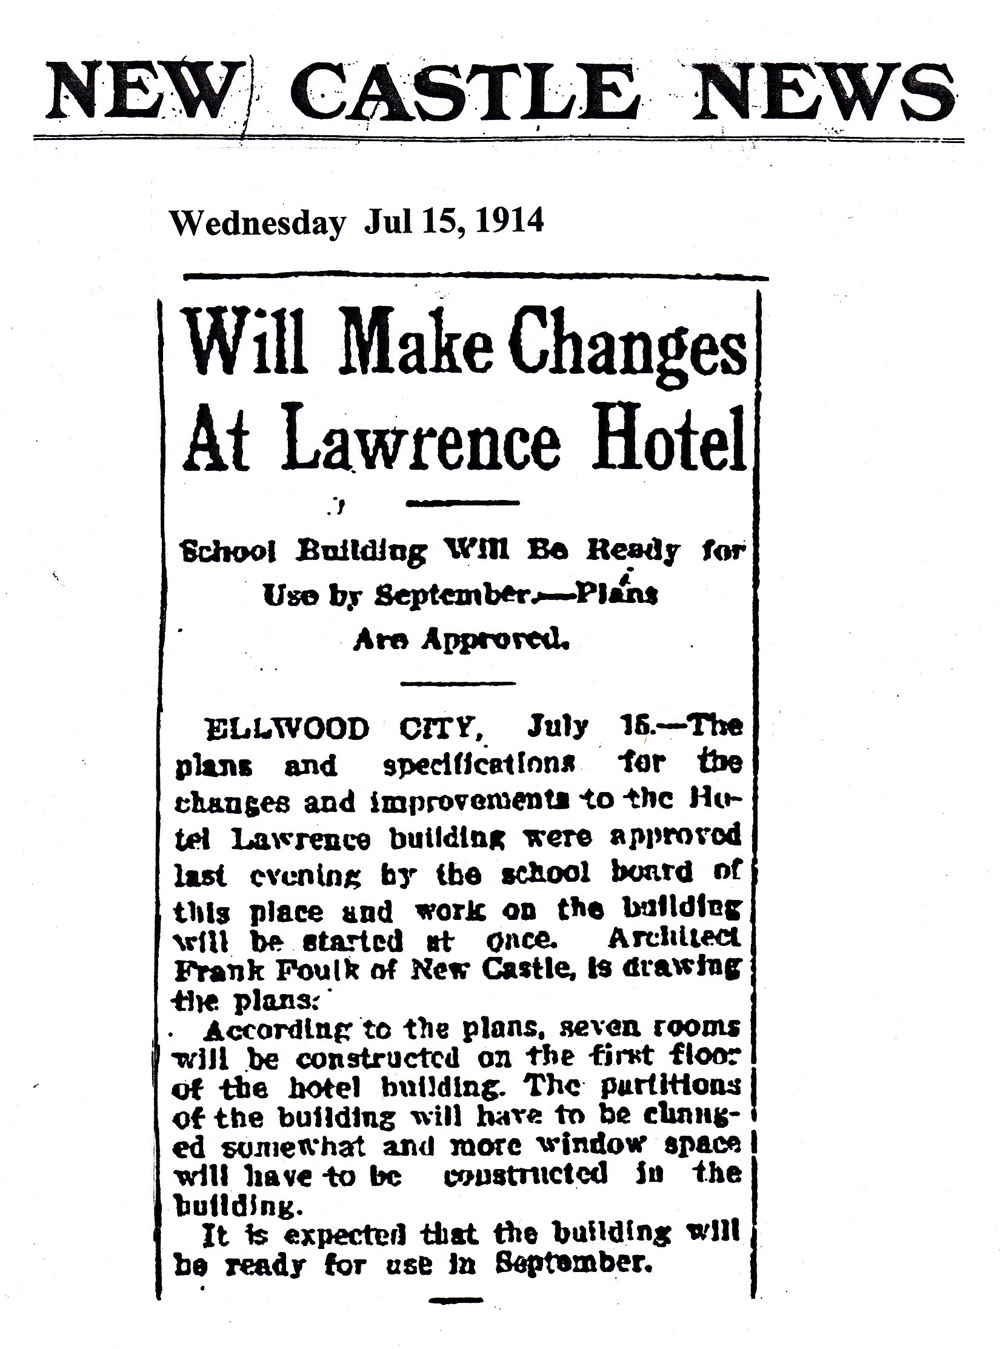 NEW CASTLE NEWS
Wednesday Jul 15, 1914
Will Make Changes
At Lawrence Hotel
School Building Will Be Ready for
Use by September.—Plans
Are Approved.
ELLWOOD CITY, July 15.—The
plans and specifications for the
changes and improvements to the Ho-
tel Lawrence building were approved
last evening by the school board of
this place and work on the building
will be started at once. Architect
Frank Foulk of New Castle, is drawing
the plans.
According to the plans, seven rooms
will be constructed on the first floor
of the hotel building. The partitions
of the building will have to be chang-
ed somewhat and more window space
will have to be constructed in the
building.
It is expected that the building will
be ready for use in September.